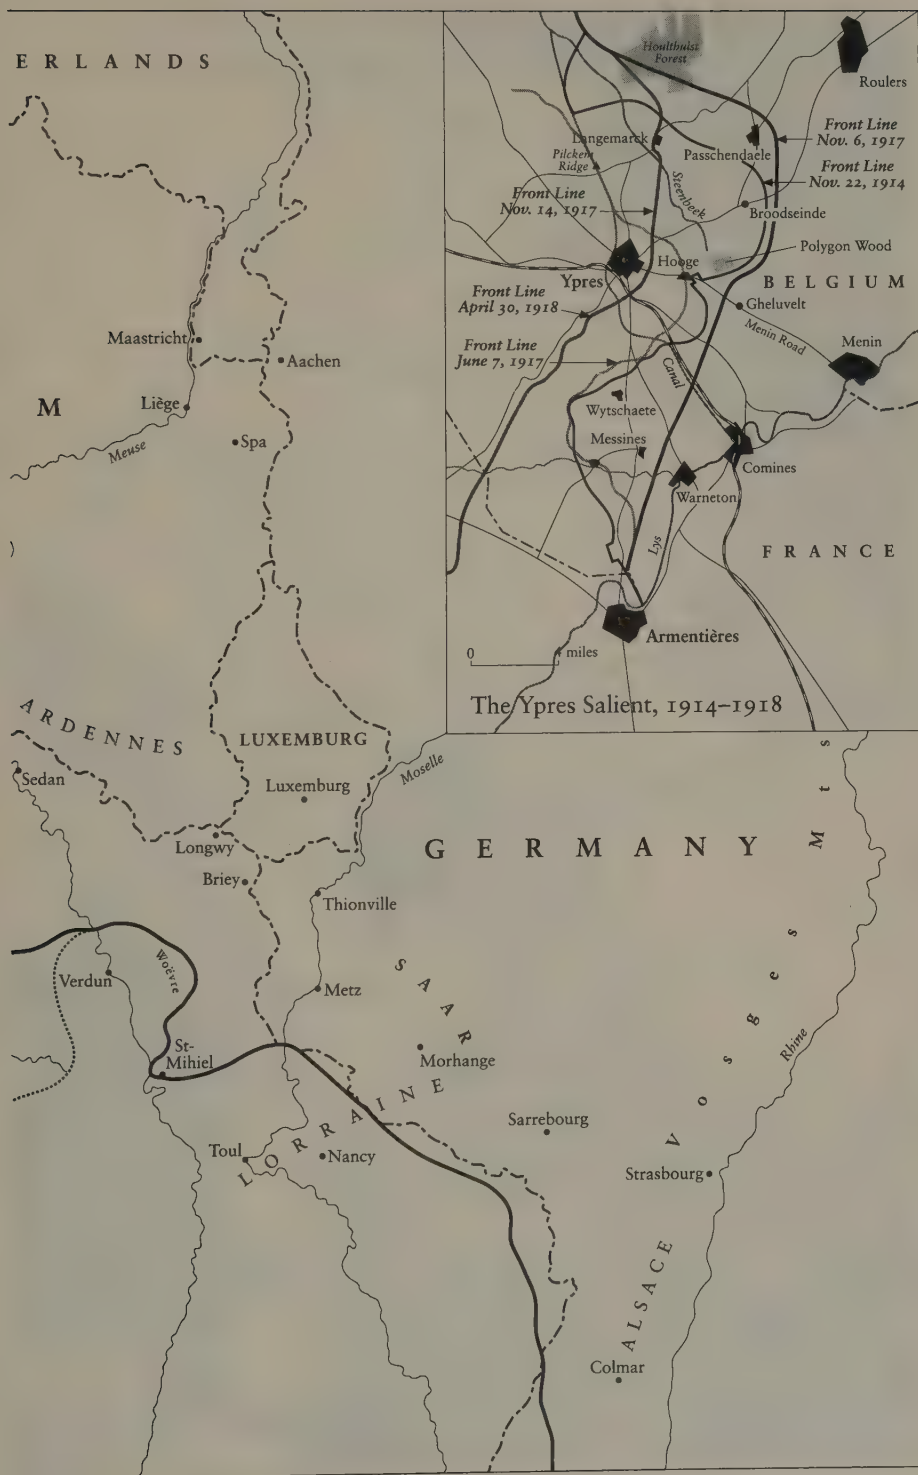 ERLANDS
Maastricht
Aachen
Liège
M
Meuse
Spa
)
ARDENNES
LUXEMBURG
Luxemburg
Moselle
Sedan
Longwy
Briey
Thionville
GERMANY
Verdun
Woëvre
Metz
SAAR
St-
Mihiel
Morhange
LORRAINE
Toul
Nancy
Sarrebourg
Vosges Mts
Rhine
Strasbourg
ALSACE
Colmar
Houlthulst
Forest
Roulers
Front Line
Nov. 6, 1917
Langemarck
Passchendaele
Pilckem
Ridge
Front Line
Nov. 22, 1914
Steenbeek
Front Line
Nov. 14, 1917
Broodseinde
Polygon Wood
Hooge
Ypres
BELGIUM
Front Line
April 30, 1918
Gheluvelt
Menin Road
Menin
Front Line
June 7, 1917
Canal
Wytschaete
Messines
Comines
Warneton
Lys
FRANCE
Armentières
0 4 miles
The Ypres Salient, 1914–1918